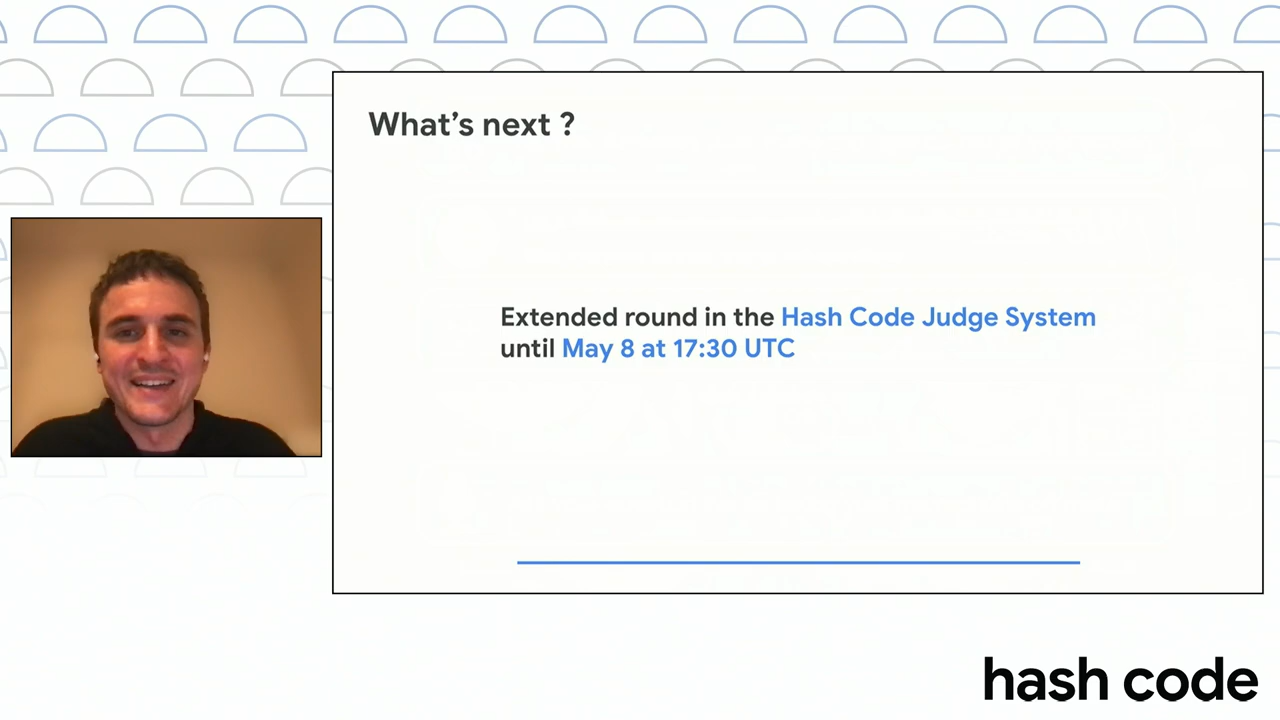 What's next ?
Extended round in the Hash Code Judge System
until May 8 at 17:30 UTC
hash code